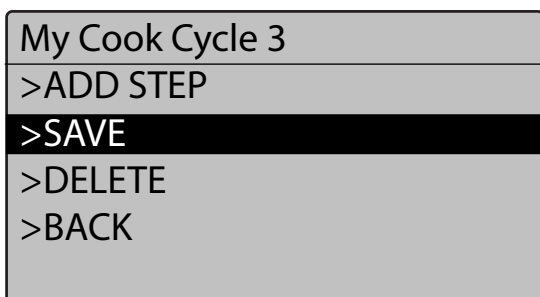 My Cook Cycle 3
>ADD STEP
>SAVE
>DELETE
>BACK